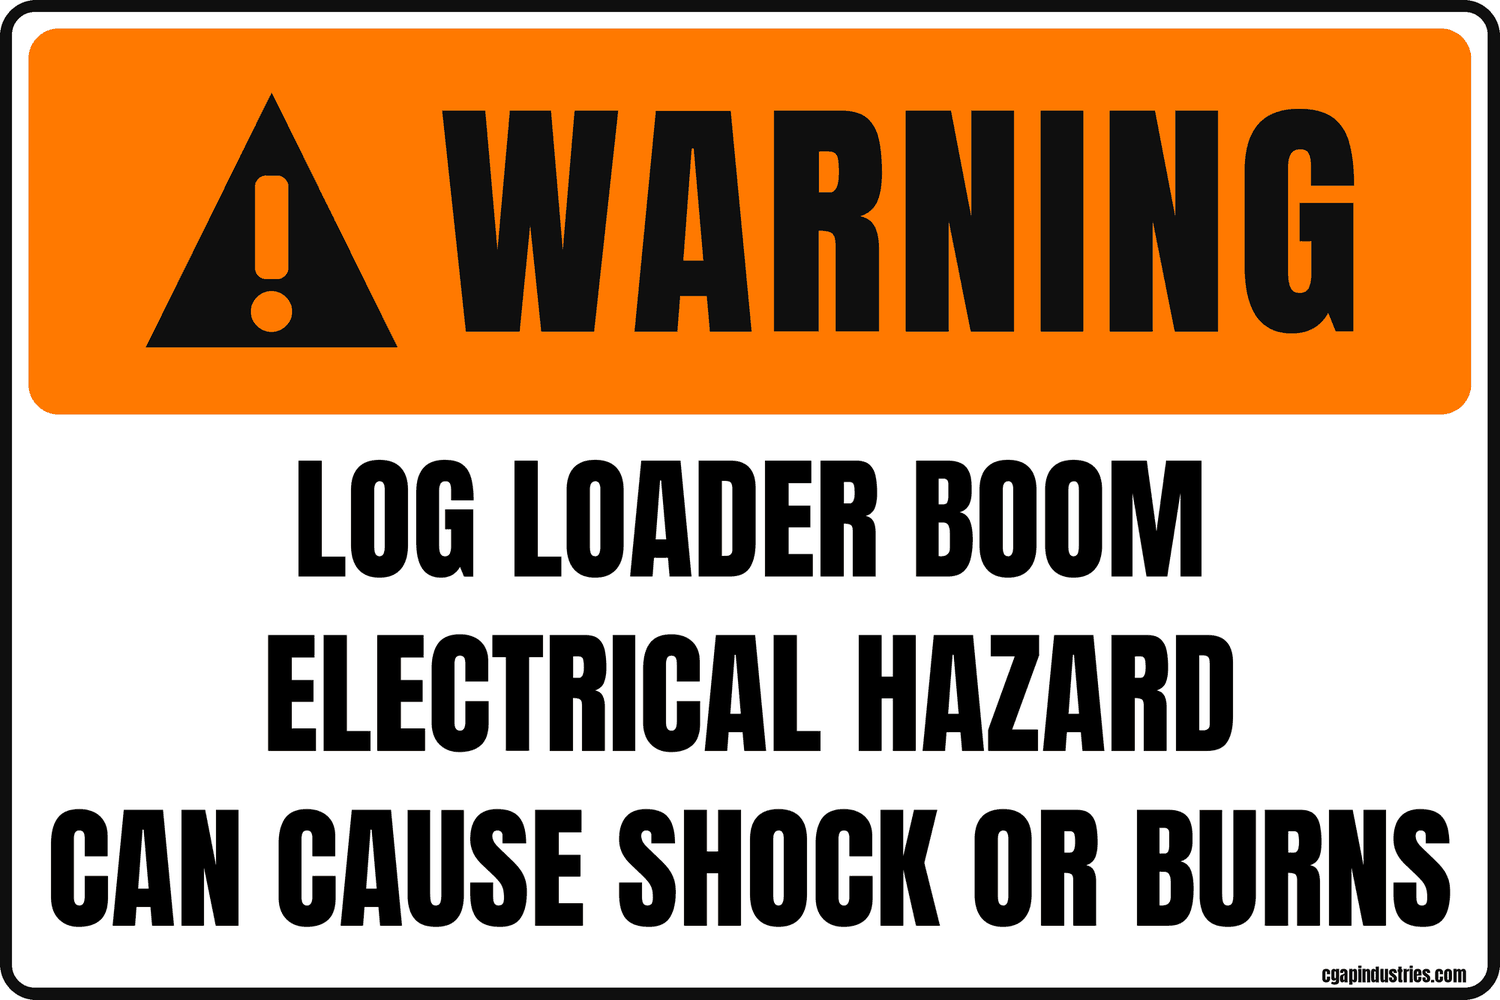 WARNING
LOG LOADER BOOM
ELECTRICAL HAZARD
CAN CAUSE SHOCK OR BURNS
cgapindustries.com